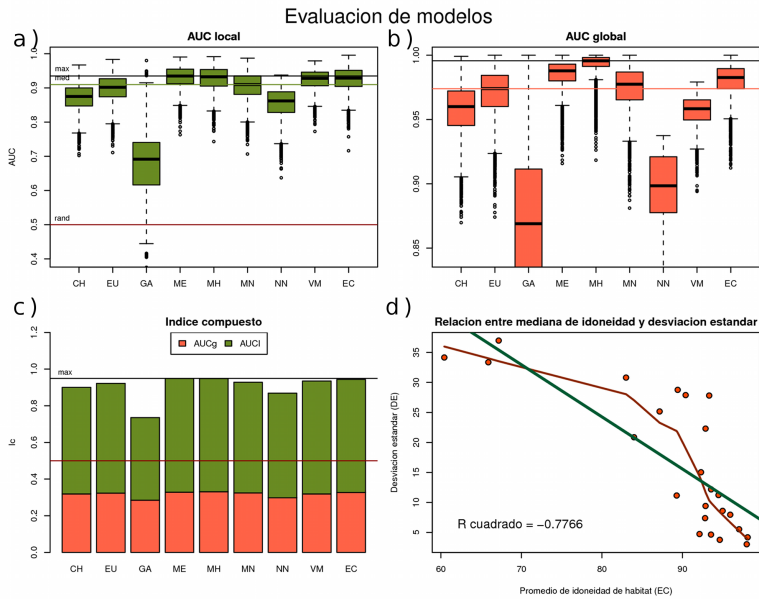 Evaluacion de modelos
a)
AUC local
AUC
1.0
0.9
0.8
0.7
0.6
0.5
0.4
max
med
rand
CH EU GA ME MH MN NN VM EC
b)
AUC global
1.00
0.95
0.90
0.85
CH EU GA ME MH MN NN VM EC
c)
Indice compuesto
AUCg AUCl
Ic
1.2
1.0
0.8
0.6
0.4
0.2
0.0
max
CH EU GA ME MH MN NN VM EC
d)
Relacion entre mediana de idoneidad y desviacion estandar
Desviacion estandar (DE)
35
30
25
20
15
10
5
R cuadrado = −0.7766
60 70 80 90
Promedio de idoneidad de habitat (EC)